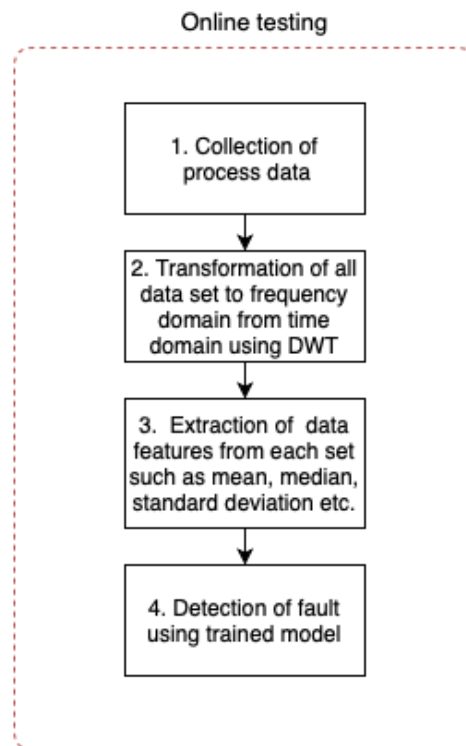 Online testing
1. Collection of
process data
2. Transformation of all
data set to frequency
domain from time
domain using DWT
3. Extraction of data
features from each set
such as mean, median,
standard deviation etc.
4. Detection of fault
using trained model